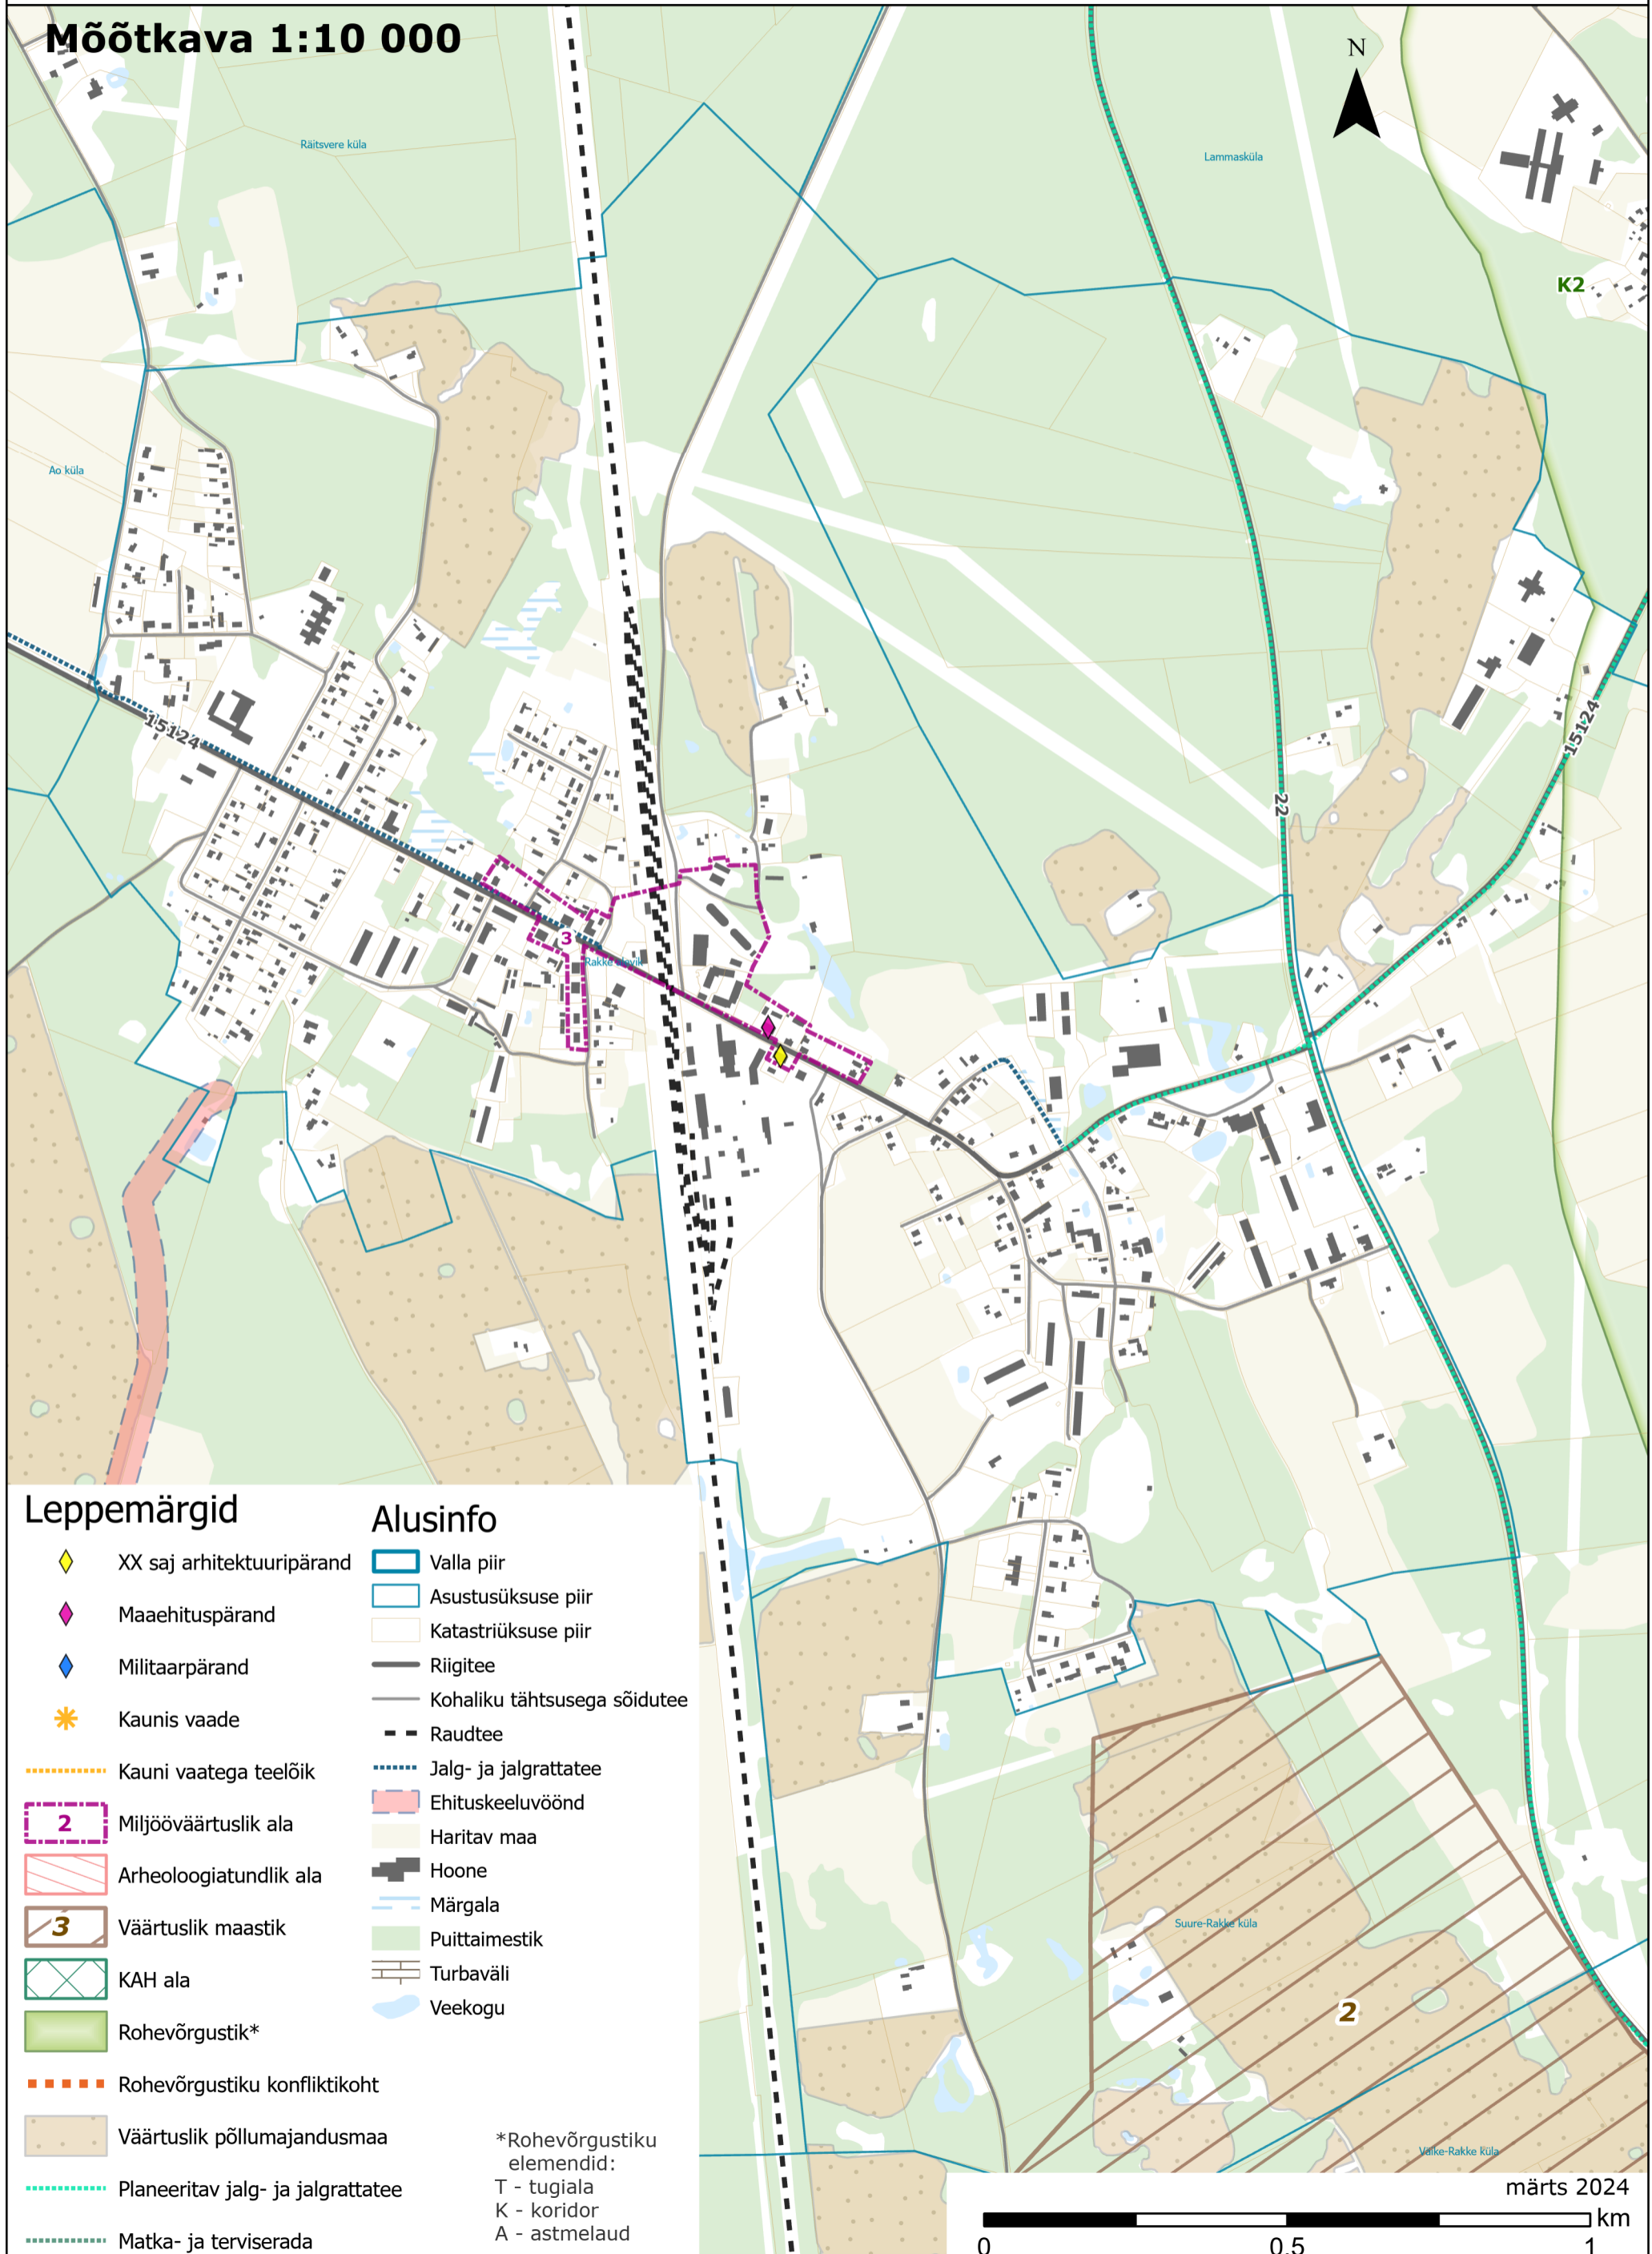 Mõõtkava 1:10 000
N
Räitsvere küla
Lammasküla
K2
Ao küla
15124
15124
22
3
Rakke alevik
Suure-Rakke küla
2
Väike-Rakke küla
Leppemärgid
XX saj arhitektuuripärand
Maaehituspärand
Militaarpärand
Kaunis vaade
Kauni vaatega teelõik
2 Miljööväärtuslik ala
Arheoloogiatundlik ala
3 Väärtuslik maastik
KAH ala
Rohevõrgustik*
Rohevõrgustiku konfliktikoht
Väärtuslik põllumajandusmaa
Planeeritav jalg- ja jalgrattatee
Matka- ja terviserada
Alusinfo
Valla piir
Asustusüksuse piir
Katastriüksuse piir
Riigitee
Kohaliku tähtsusega sõidutee
Raudtee
Jalg- ja jalgrattatee
Ehituskeeluvöönd
Haritav maa
Hoone
Märgala
Puittaimestik
Turbaväli
Veekogu
*Rohevõrgustiku
elemendid:
T - tugiala
K - koridor
A - astmelaud
märts 2024
km
0 0,5 1